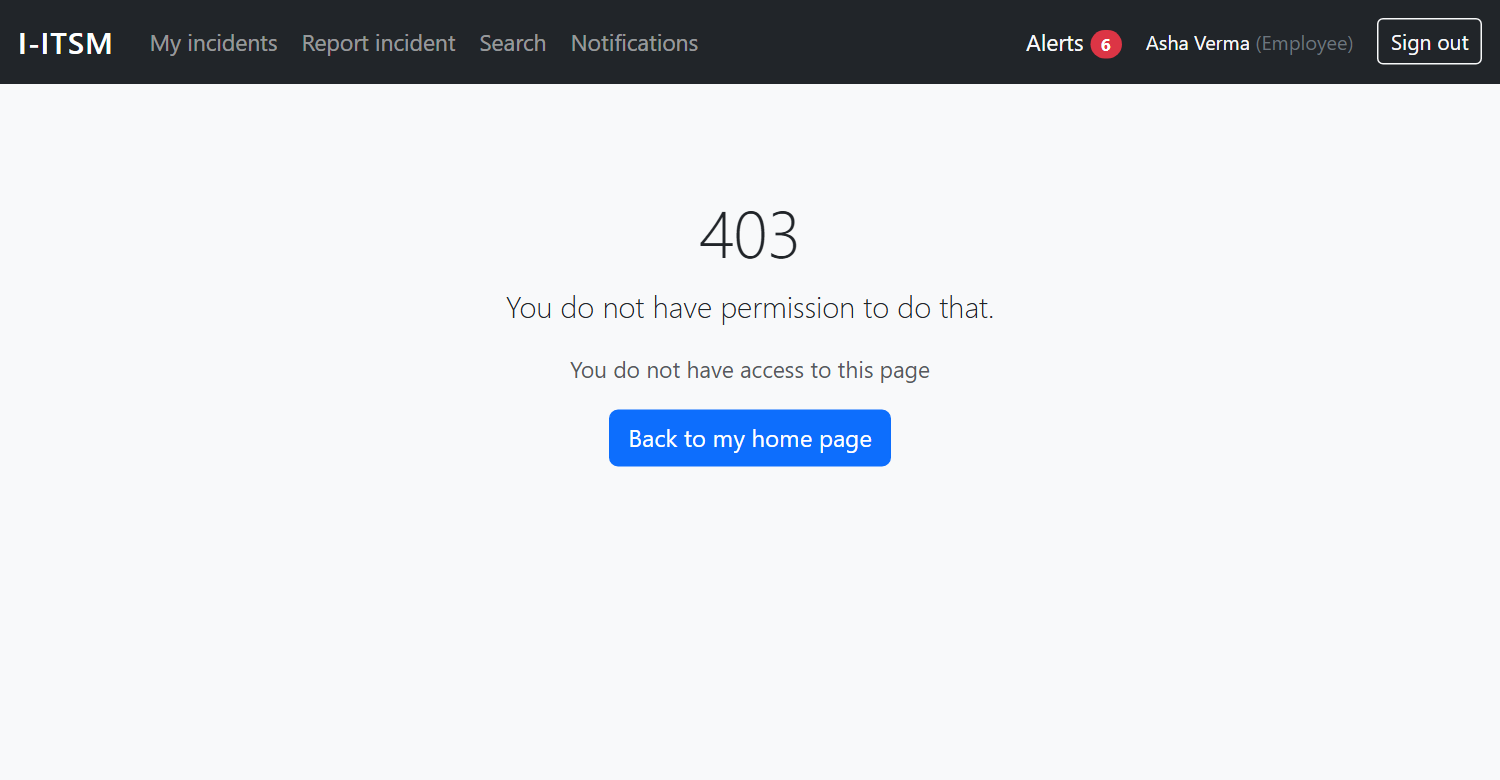 I-ITSM My incidents Report incident Search Notifications Alerts 6 Asha Verma (Employee) Sign out
403
You do not have permission to do that.
You do not have access to this page
Back to my home page